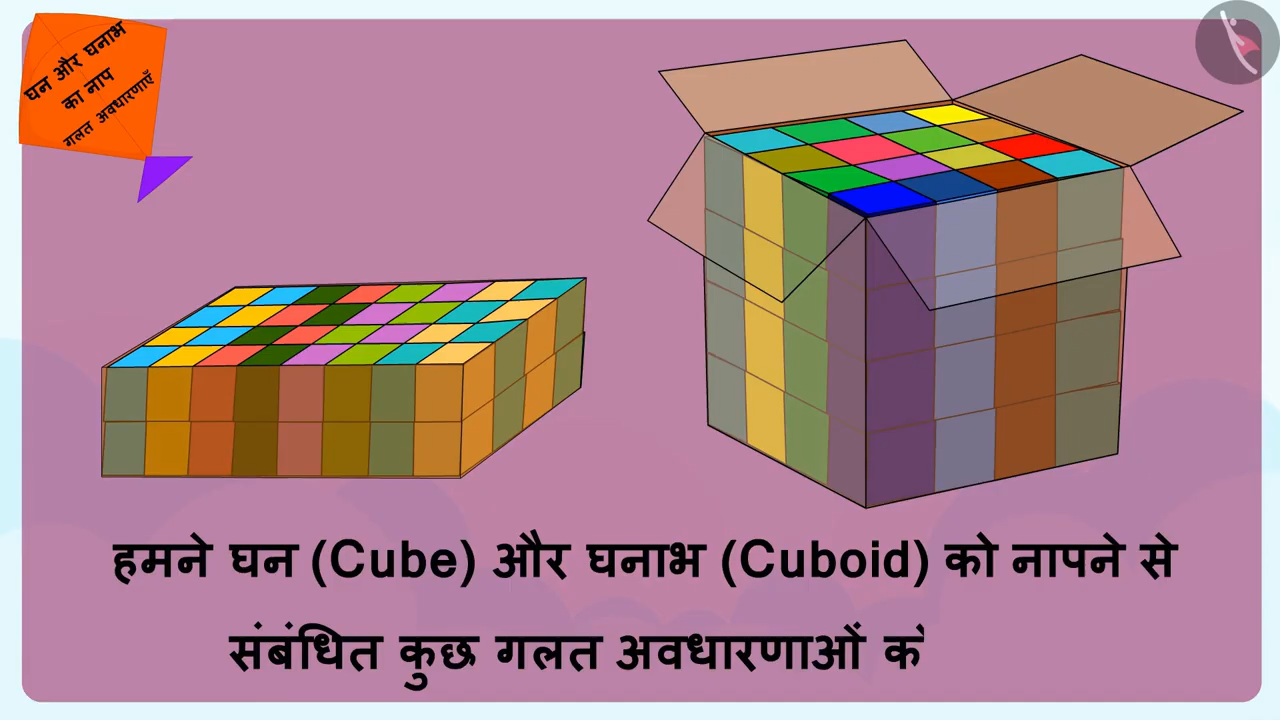 घन और घनाभ
का नाप
गलत अवधारणाएँ
हमने घन (Cube) और घनाभ (Cuboid) को नापने से
संबंधित कुछ गलत अवधारणाओं